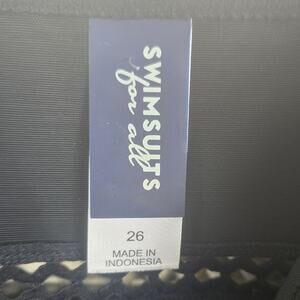 SWIMSUITS
for all
26
MADE IN
INDONESIA